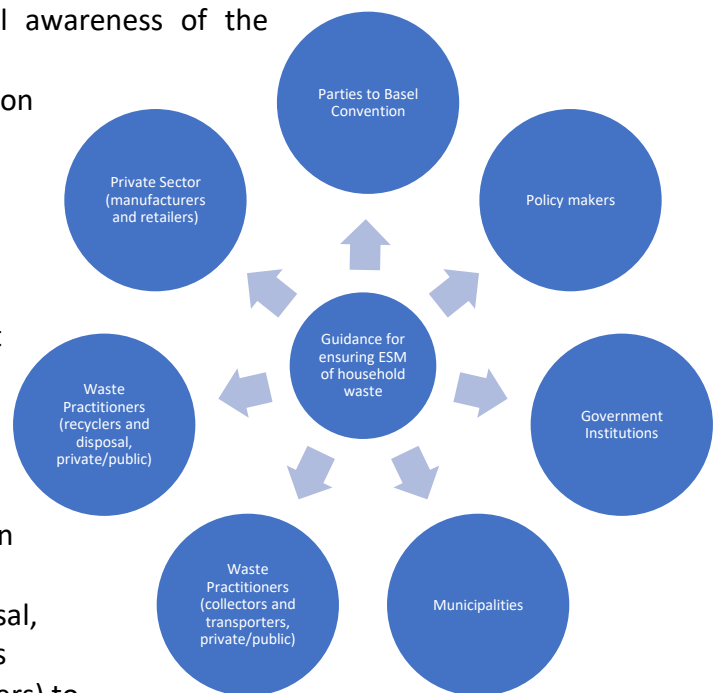 l awareness of the
on
t
n
sal,
s
ers) to
Parties to Basel
Convention
Policy makers
Government
Institutions
Municipalities
Waste
Practitioners
(collectors and
transporters,
private/public)
Waste
Practitioners
(recyclers and
disposal,
private/public)
Private Sector
(manufacturers
and retailers)
Guidance for
ensuring ESM
of household
waste